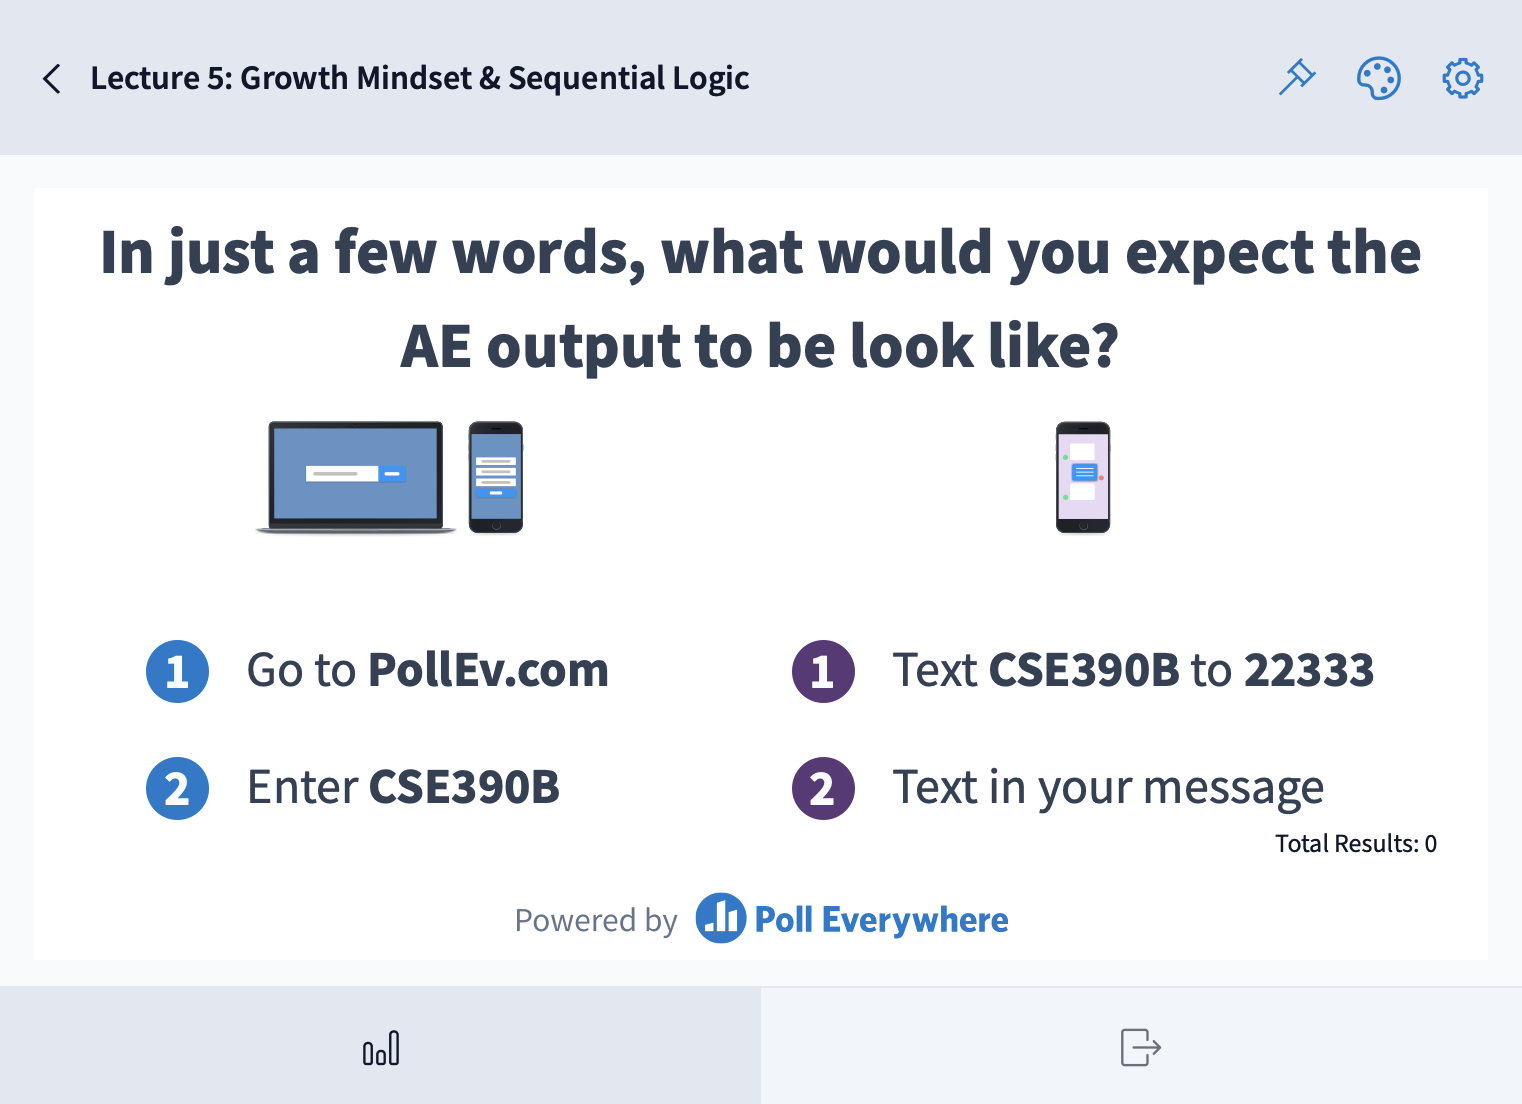 Lecture 5: Growth Mindset & Sequential Logic
In just a few words, what would you expect the
AE output to be look like?
1 Go to PollEv.com
2 Enter CSE390B
1 Text CSE390B to 22333
2 Text in your message
Total Results: 0
Powered by Poll Everywhere